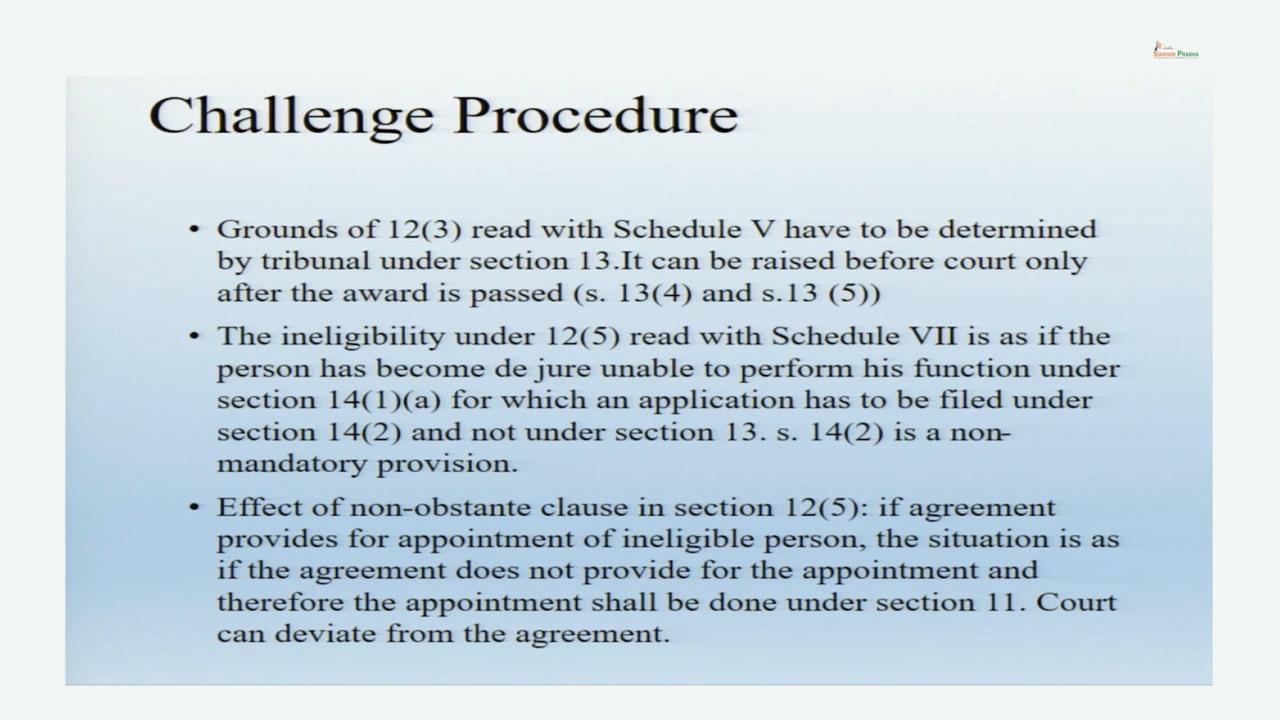 SWAYAM PRABHA
Challenge Procedure
• Grounds of 12(3) read with Schedule V have to be determined
by tribunal under section 13.It can be raised before court only
after the award is passed (s. 13(4) and s.13 (5))
• The ineligibility under 12(5) read with Schedule VII is as if the
person has become de jure unable to perform his function under
section 14(1)(a) for which an application has to be filed under
section 14(2) and not under section 13. s. 14(2) is a non-
mandatory provision.
• Effect of non-obstante clause in section 12(5): if agreement
provides for appointment of ineligible person, the situation is as
if the agreement does not provide for the appointment and
therefore the appointment shall be done under section 11. Court
can deviate from the agreement.